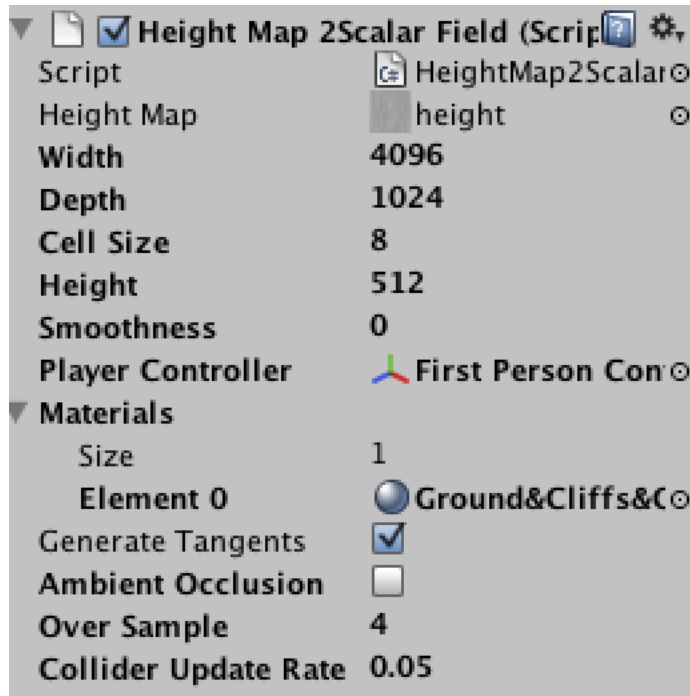 Height Map 2Scalar Field (Scrip
Script HeightMap2Scalar
Height Map height
Width 4096
Depth 1024
Cell Size 8
Height 512
Smoothness 0
Player Controller First Person Con
Materials
Size 1
Element 0 Ground&Cliffs&C
Generate Tangents
Ambient Occlusion
Over Sample 4
Collider Update Rate 0.05